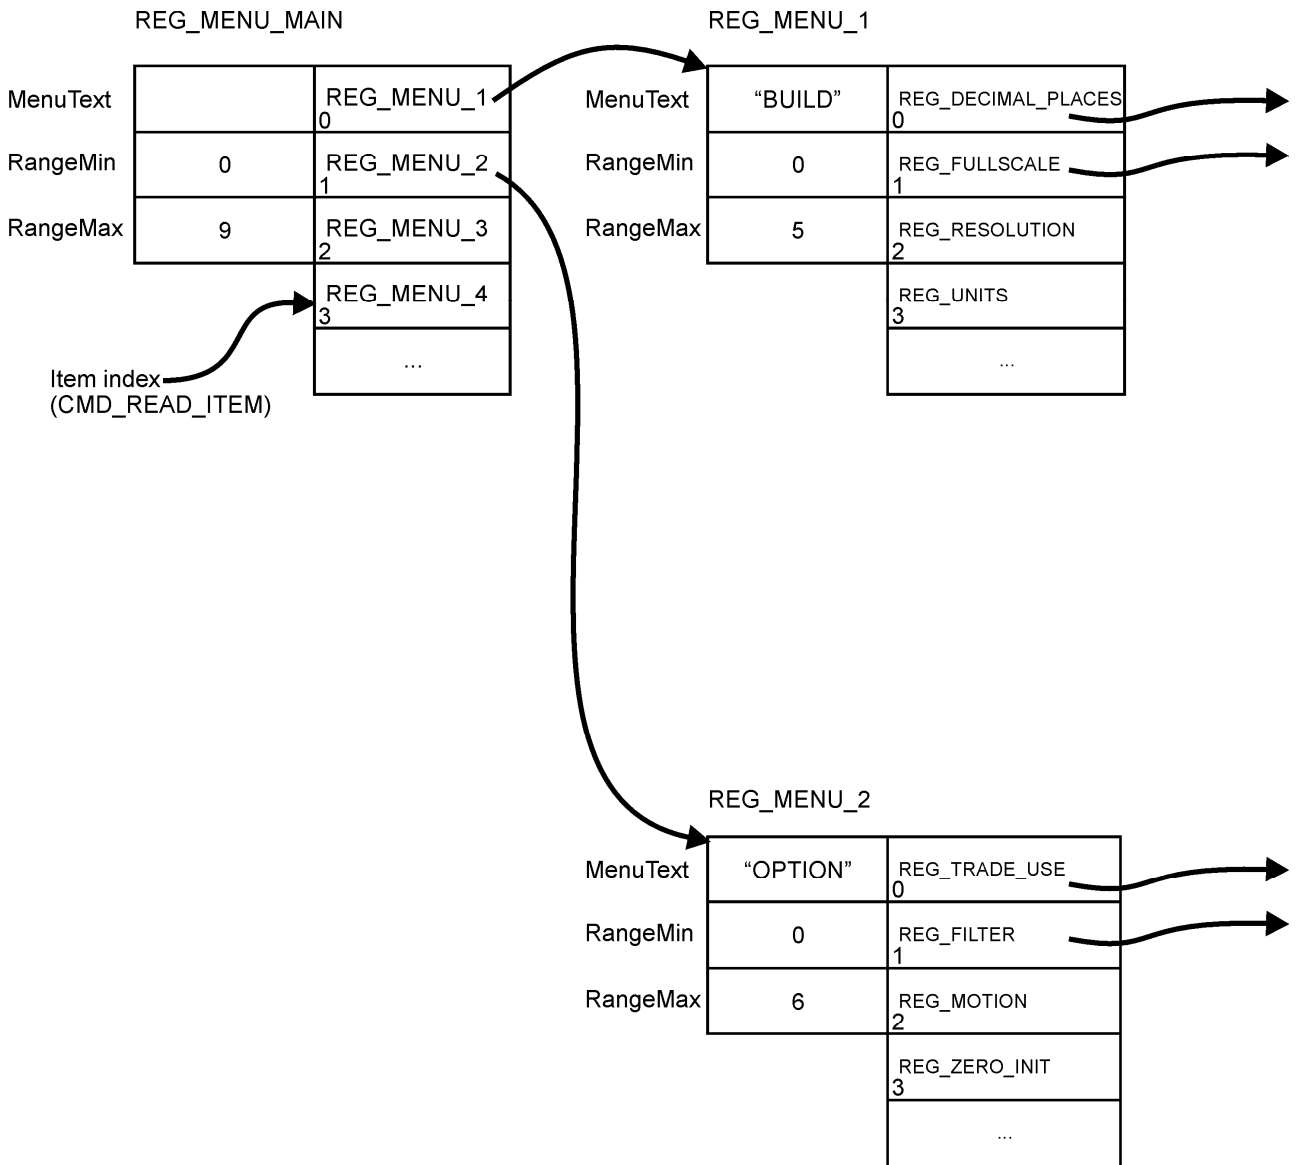 REG_MENU_MAIN
MenuText
REG_MENU_1
0
RangeMin
0
REG_MENU_2
1
RangeMax
9
REG_MENU_3
2
REG_MENU_4
3
...
Item index
(CMD_READ_ITEM)
REG_MENU_1
MenuText
“BUILD”
REG_DECIMAL_PLACES
0
RangeMin
0
REG_FULLSCALE
1
RangeMax
5
REG_RESOLUTION
2
REG_UNITS
3
...
REG_MENU_2
MenuText
“OPTION”
REG_TRADE_USE
0
RangeMin
0
REG_FILTER
1
RangeMax
6
REG_MOTION
2
REG_ZERO_INIT
3
...